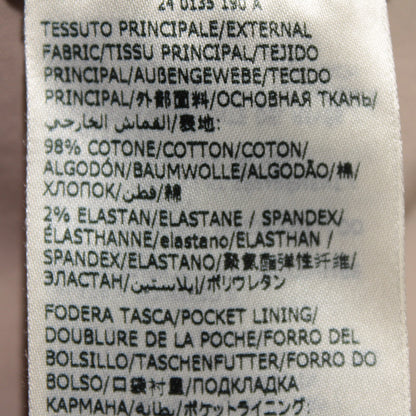 24 0135 190 X
TESSUTO PRINCIPALE/EXTERNAL
FABRIC/TISSU PRINCIPAL/TEJIDO
PRINCIPAL/AUßENGEWEBE/TECIDO
PRINCIPAL/外部面料/ОСНОВНАЯ ТКАНЬ/
القماش الخارجي/表地:
98% COTONE/COTTON/COTON/
ALGODÓN/BAUMWOLLE/ALGODÃO/棉/
ХЛОПОК/قطن/綿
2% ELASTAN/ELASTANE / SPANDEX/
ÉLASTHANNE/elastano/ELASTHAN /
SPANDEX/ELASTANO/聚氨酯弹性纤维/
ЭЛАСТАН/إيلاستين/ポリウレタン
FODERA TASCA/POCKET LINING/
DOUBLURE DE LA POCHE/FORRO DEL
BOLSILLO/TASCHENFUTTER/FORRO DO
BOLSO/口袋衬里/ПОДКЛАДКА
КАРМАНА/بطانة/ポケットライニング: